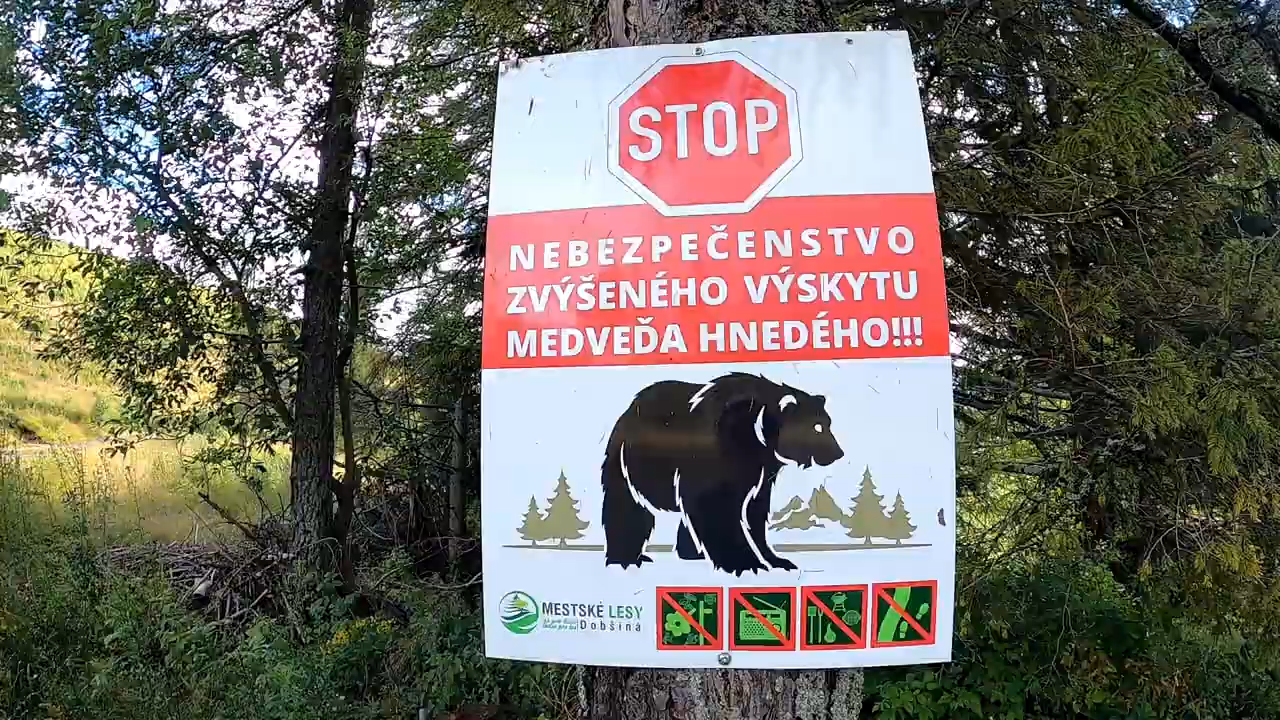 STOP
NEBEZPEČENSTVO
ZVÝŠENÉHO VÝSKYTU
MEDVEĎA HNEDÉHO!!!
MESTSKÉ LESY
Dobšiná